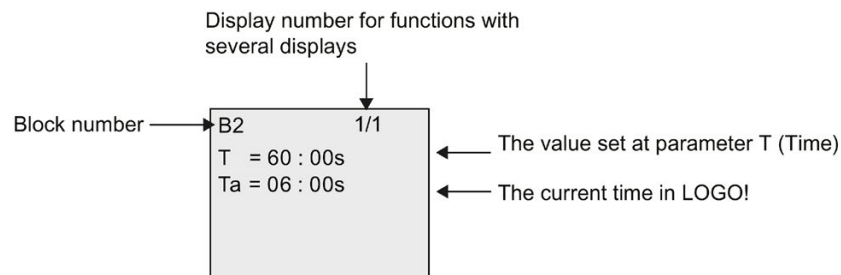 Display number for functions with
several displays
Block number
B2 1/1
T = 60 : 00s
Ta = 06 : 00s
The value set at parameter T (Time)
The current time in LOGO!